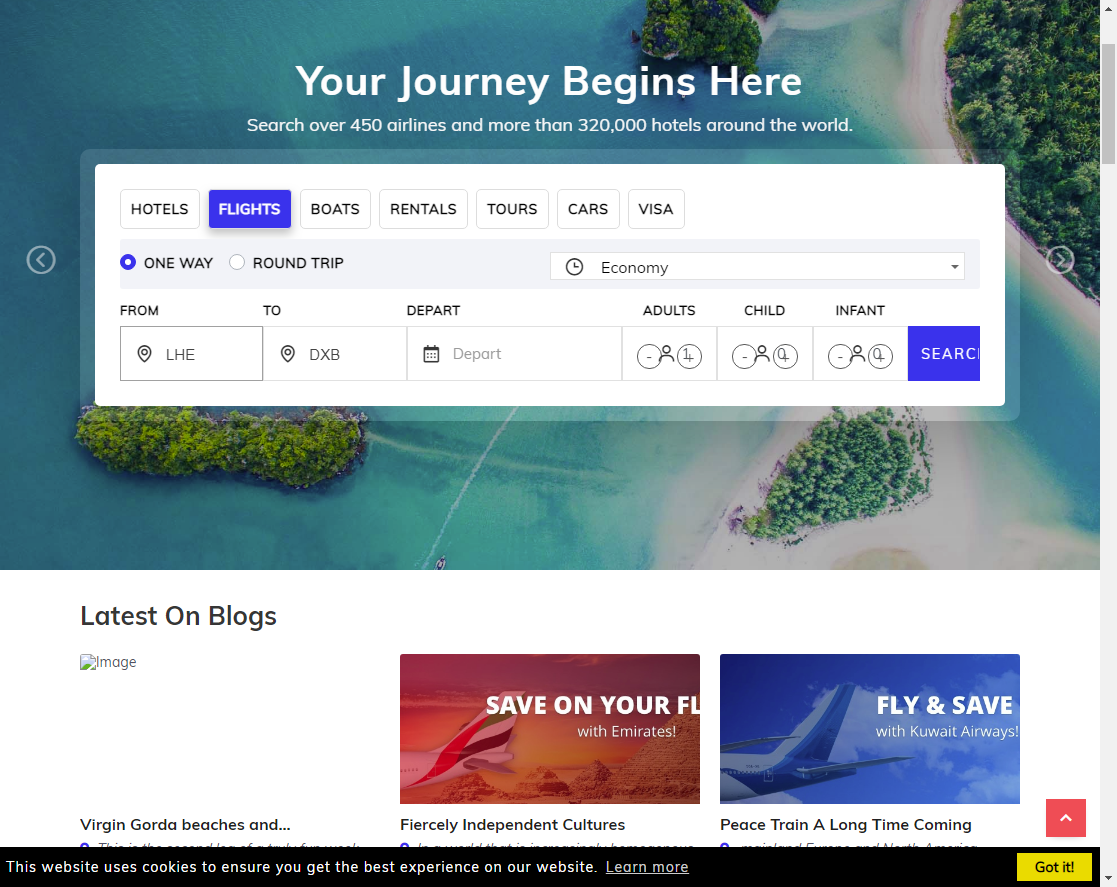 Your Journey Begins Here
Search over 450 airlines and more than 320,000 hotels around the world.
HOTELS FLIGHTS BOATS RENTALS TOURS CARS VISA
ONE WAY ROUND TRIP Economy
FROM TO DEPART ADULTS CHILD INFANT
LHE DXB Depart - 1 + - 0 + - 0 + SEARC
Latest On Blogs
Image
SAVE ON YOUR FL
with Emirates!
FLY & SAVE
with Kuwait Airways!
Virgin Gorda beaches and... Fiercely Independent Cultures Peace Train A Long Time Coming
This website uses cookies to ensure you get the best experience on our website. Learn more Got it!